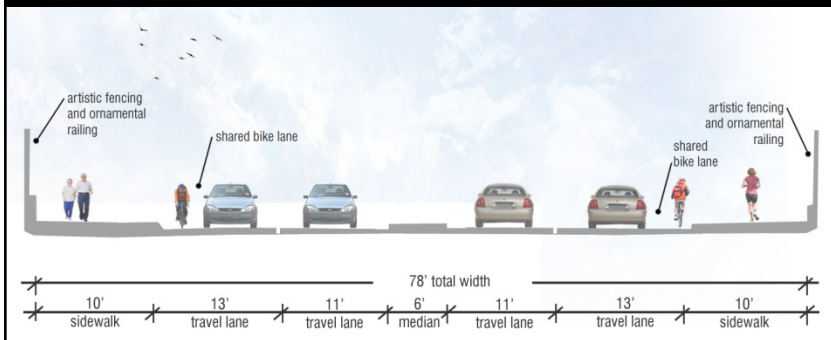 artistic fencing
and ornamental
railing
shared bike lane
artistic fencing
and ornamental
railing
shared
bike lane
78' total width
10' 13' 11' 6' 11' 13' 10'
sidewalk travel lane travel lane median travel lane travel lane sidewalk